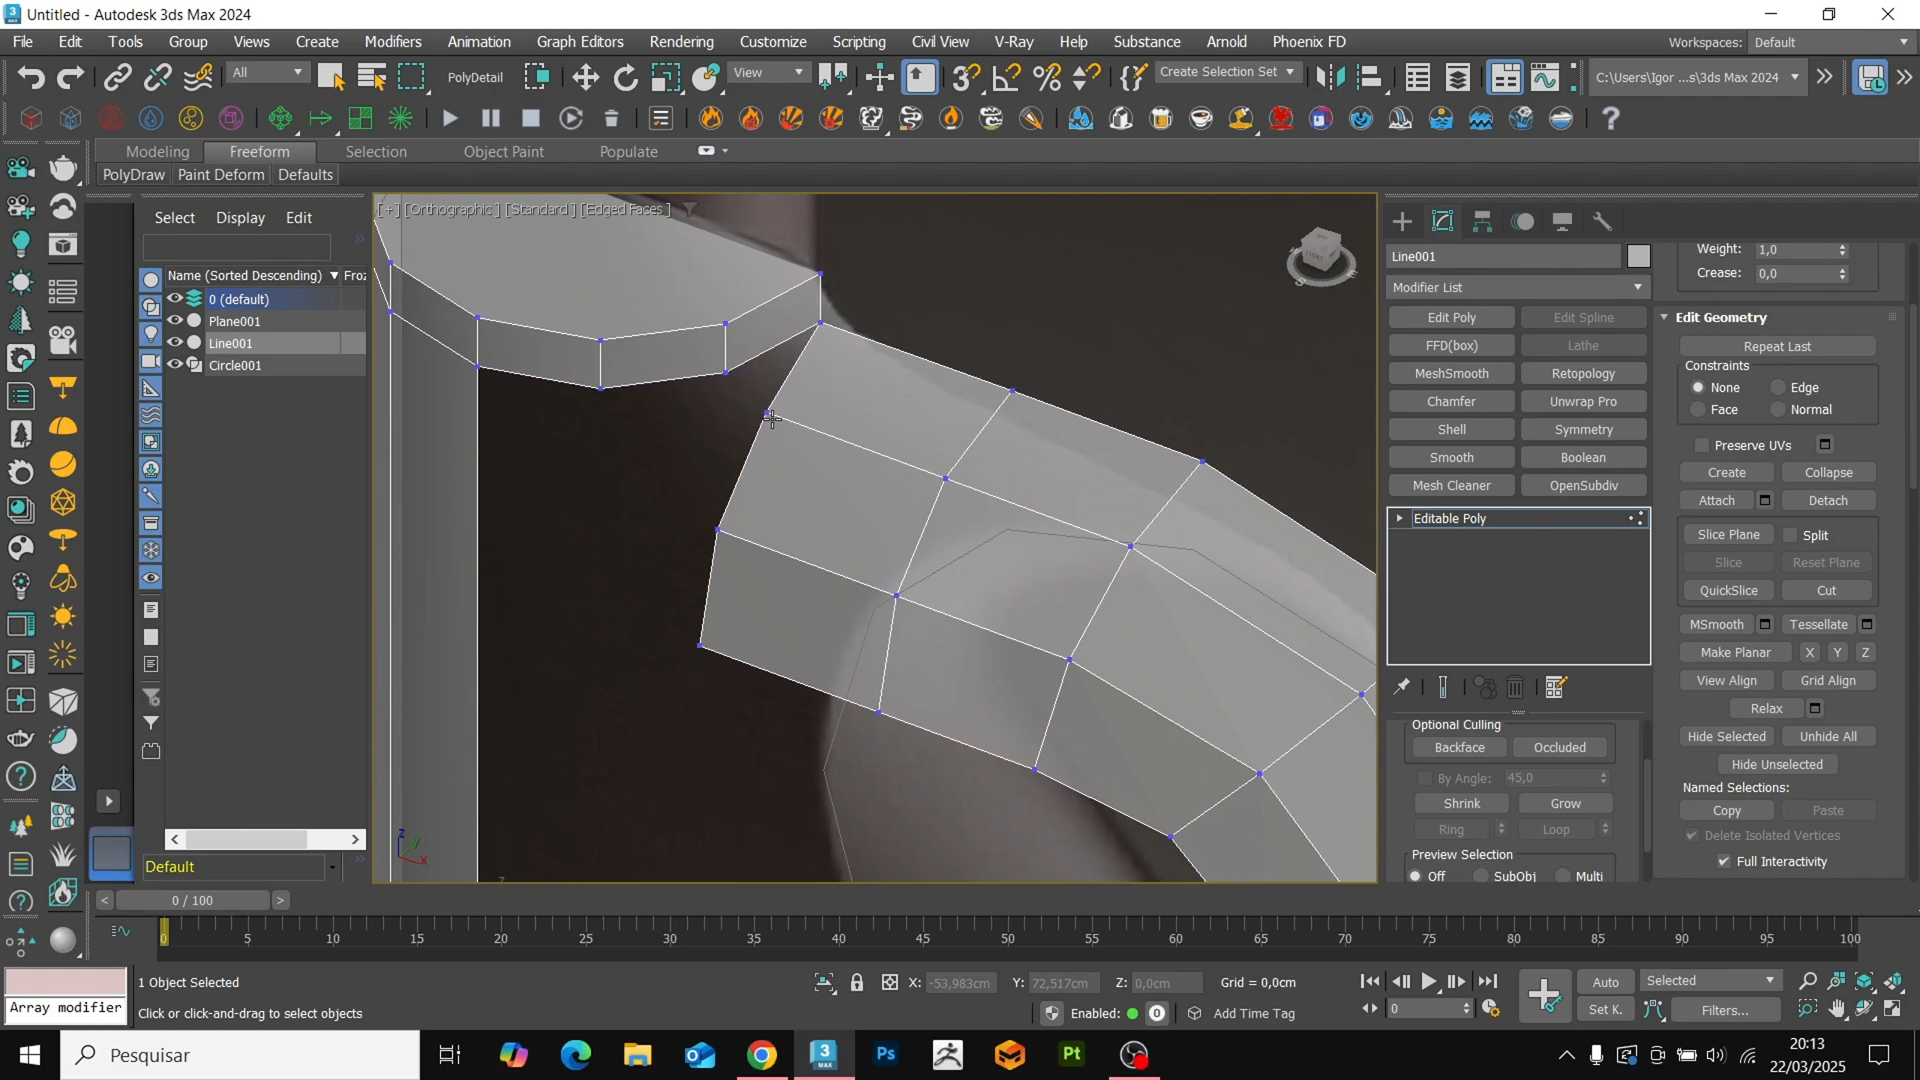 Untitled - Autodesk 3ds Max 2024
File Edit Tools Group Views Create Modifiers Animation Graph Editors Rendering Customize Scripting Civil View V-Ray Help Substance Arnold Phoenix FD
Workspaces: Default
All PolyDetail View Create Selection Set C:\Users\Igor ...s\3ds Max 2024
Modeling Freeform Selection Object Paint Populate
PolyDraw Paint Deform Defaults
Select Display Edit
Name (Sorted Descending) Froz
0 (default)
Plane001
Line001
Circle001
Default
[+] [Orthographic ] [Standard ] [Edged Faces ]
Line001
Modifier List
Edit Poly Edit Spline
FFD(box) Lathe
MeshSmooth Retopology
Chamfer Unwrap Pro
Shell Symmetry
Smooth Boolean
Mesh Cleaner OpenSubdiv
Editable Poly
Optional Culling
Backface Occluded
By Angle: 45,0
Shrink Grow
Ring Loop
Preview Selection
Off SubObj Multi
Weight: 1,0
Crease: 0,0
Edit Geometry
Repeat Last
Constraints
None Edge
Face Normal
Preserve UVs
Create Collapse
Attach Detach
Slice Plane Split
Slice Reset Plane
QuickSlice Cut
MSmooth Tessellate
Make Planar X Y Z
View Align Grid Align
Relax
Hide Selected Unhide All
Hide Unselected
Named Selections:
Copy Paste
Delete Isolated Vertices
Full Interactivity
0 / 100
0 5 10 15 20 25 30 35 40 45 50 55 60 65 70 75 80 85 90 95 100
Array modifier
1 Object Selected
Click or click-and-drag to select objects
X: -53,983cm Y: 72,517cm Z: 0,0cm Grid = 0,0cm
Enabled: 0 Add Time Tag
0
Auto Selected
Set K. Filters...
Pesquisar
20:13
22/03/2025